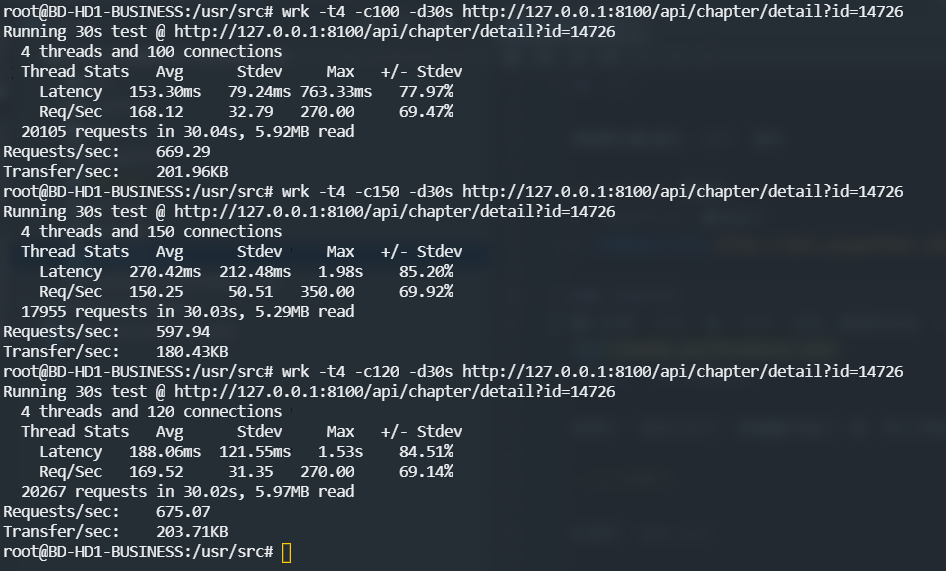 root@BD-HD1-BUSINESS:/usr/src# wrk -t4 -c100 -d30s http://127.0.0.1:8100/api/chapter/detail?id=14726
Running 30s test @ http://127.0.0.1:8100/api/chapter/detail?id=14726
  4 threads and 100 connections
  Thread Stats   Avg      Stdev     Max   +/- Stdev
    Latency   153.30ms   79.24ms 763.33ms   77.97%
    Req/Sec   168.12     32.79   270.00     69.47%
  20105 requests in 30.04s, 5.92MB read
Requests/sec:    669.29
Transfer/sec:    201.96KB
root@BD-HD1-BUSINESS:/usr/src# wrk -t4 -c150 -d30s http://127.0.0.1:8100/api/chapter/detail?id=14726
Running 30s test @ http://127.0.0.1:8100/api/chapter/detail?id=14726
  4 threads and 150 connections
  Thread Stats   Avg      Stdev     Max   +/- Stdev
    Latency   270.42ms  212.48ms   1.98s    85.20%
    Req/Sec   150.25     50.51   350.00     69.92%
  17955 requests in 30.03s, 5.29MB read
Requests/sec:    597.94
Transfer/sec:    180.43KB
root@BD-HD1-BUSINESS:/usr/src# wrk -t4 -c120 -d30s http://127.0.0.1:8100/api/chapter/detail?id=14726
Running 30s test @ http://127.0.0.1:8100/api/chapter/detail?id=14726
  4 threads and 120 connections
  Thread Stats   Avg      Stdev     Max   +/- Stdev
    Latency   188.06ms  121.55ms   1.53s    84.51%
    Req/Sec   169.52     31.35   270.00     69.14%
  20267 requests in 30.02s, 5.97MB read
Requests/sec:    675.07
Transfer/sec:    203.71KB
root@BD-HD1-BUSINESS:/usr/src#